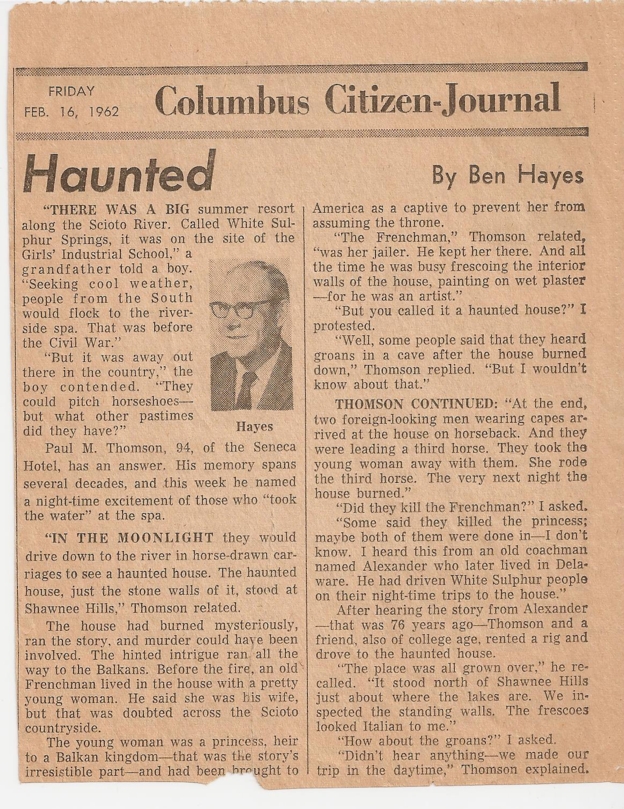 FRIDAY
FEB. 16, 1962
Columbus Citizen-Journal
Haunted
By Ben Hayes
"THERE WAS A BIG summer resort
along the Scioto River. Called White Sul-
phur Springs, it was on the site of the
Girls' Industrial School," a
grandfather told a boy.
"Seeking cool weather,
people from the South
would flock to the river-
side spa. That was before
the Civil War."
"But it was away out
there in the country," the
boy contended. "They
could pitch horseshoes—
but what other pastimes
did they have?"
Hayes
Paul M. Thomson, 94, of the Seneca
Hotel, has an answer. His memory spans
several decades, and this week he named
a night-time excitement of those who "took
the water" at the spa.
"IN THE MOONLIGHT they would
drive down to the river in horse-drawn car-
riages to see a haunted house. The haunted
house, just the stone walls of it, stood at
Shawnee Hills," Thomson related.
The house had burned mysteriously,
ran the story, and murder could have been
involved. The hinted intrigue ran all the
way to the Balkans. Before the fire, an old
Frenchman lived in the house with a pretty
young woman. He said she was his wife,
but that was doubted across the Scioto
countryside.
The young woman was a princess, heir
to a Balkan kingdom—that was the story's
irresistible part—and had been brought to
America as a captive to prevent her from
assuming the throne.
"The Frenchman," Thomson related,
"was her jailer. He kept her there. And all
the time he was busy frescoing the interior
walls of the house, painting on wet plaster
—for he was an artist."
"But you called it a haunted house?" I
protested.
"Well, some people said that they heard
groans in a cave after the house burned
down," Thomson replied. "But I wouldn't
know about that."
THOMSON CONTINUED: "At the end,
two foreign-looking men wearing capes ar-
rived at the house on horseback. And they
were leading a third horse. They took the
young woman away with them. She rode
the third horse. The very next night the
house burned."
"Did they kill the Frenchman?" I asked.
"Some said they killed the princess;
maybe both of them were done in—I don't
know. I heard this from an old coachman
named Alexander who later lived in Dela-
ware. He had driven White Sulphur people
on their night-time trips to the house."
After hearing the story from Alexander
—that was 76 years ago—Thomson and a
friend, also of college age, rented a rig and
drove to the haunted house.
"The place was all grown over," he re-
called. "It stood north of Shawnee Hills
just about where the lakes are. We in-
spected the standing walls. The frescoes
looked Italian to me."
"How about the groans?" I asked.
"Didn't hear anything—we made our
trip in the daytime," Thomson explained.